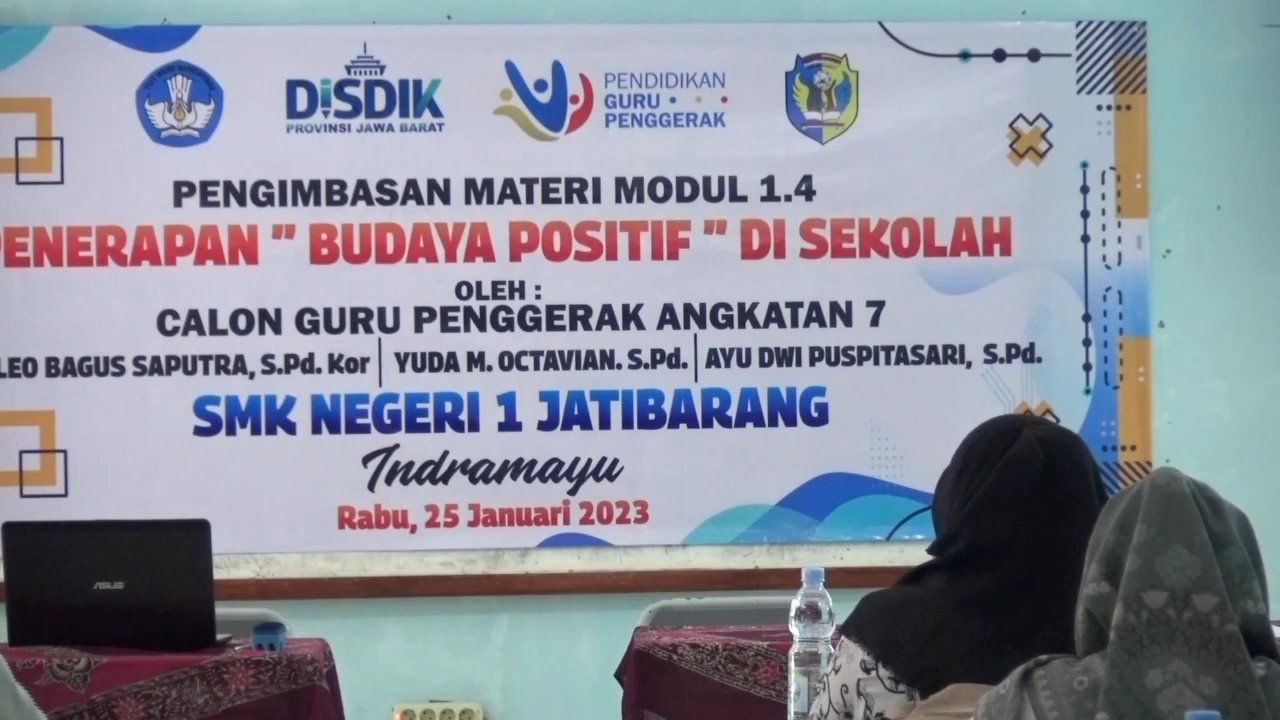 DISDIK
PROVINSI JAWA BARAT
PENDIDIKAN
GURU
PENGGERAK
PENGIMBASAN MATERI MODUL 1.4
PENERAPAN " BUDAYA POSITIF " DI SEKOLAH
OLEH :
CALON GURU PENGGERAK ANGKATAN 7
LEO BAGUS SAPUTRA, S.Pd. Kor | YUDA M. OCTAVIAN. S.Pd. | AYU DWI PUSPITASARI, S.Pd.
SMK NEGERI 1 JATIBARANG
Indramayu
Rabu, 25 Januari 2023
ASUS